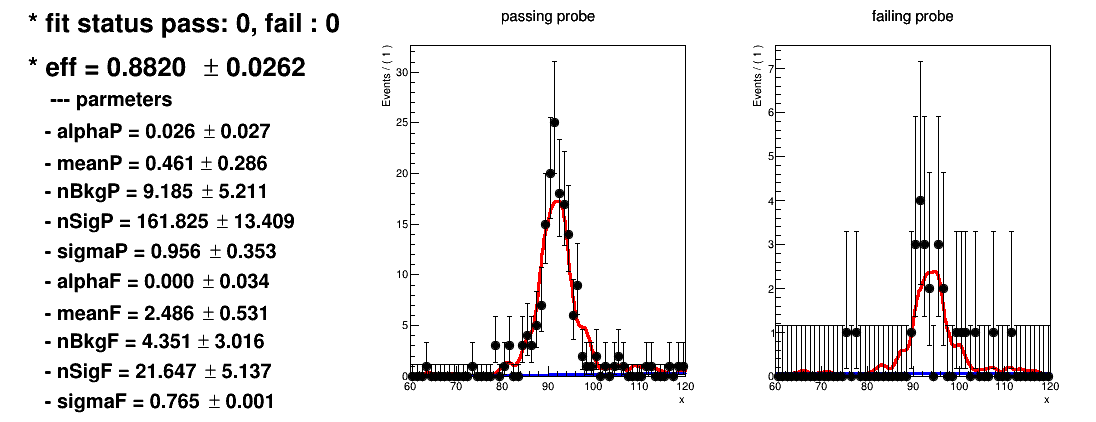 * fit status pass: 0, fail : 0
* eff = 0.8820 ± 0.0262
--- parmeters
- alphaP = 0.026 ± 0.027
- meanP = 0.461 ± 0.286
- nBkgP = 9.185 ± 5.211
- nSigP = 161.825 ± 13.409
- sigmaP = 0.956 ± 0.353
- alphaF = 0.000 ± 0.034
- meanF = 2.486 ± 0.531
- nBkgF = 4.351 ± 3.016
- nSigF = 21.647 ± 5.137
- sigmaF = 0.765 ± 0.001
passing probe
Events / ( 1 )
30
25
20
15
10
5
0
60 70 80 90 100 110 120
x
failing probe
Events / ( 1 )
7
6
5
4
3
2
1
0
60 70 80 90 100 110 120
x